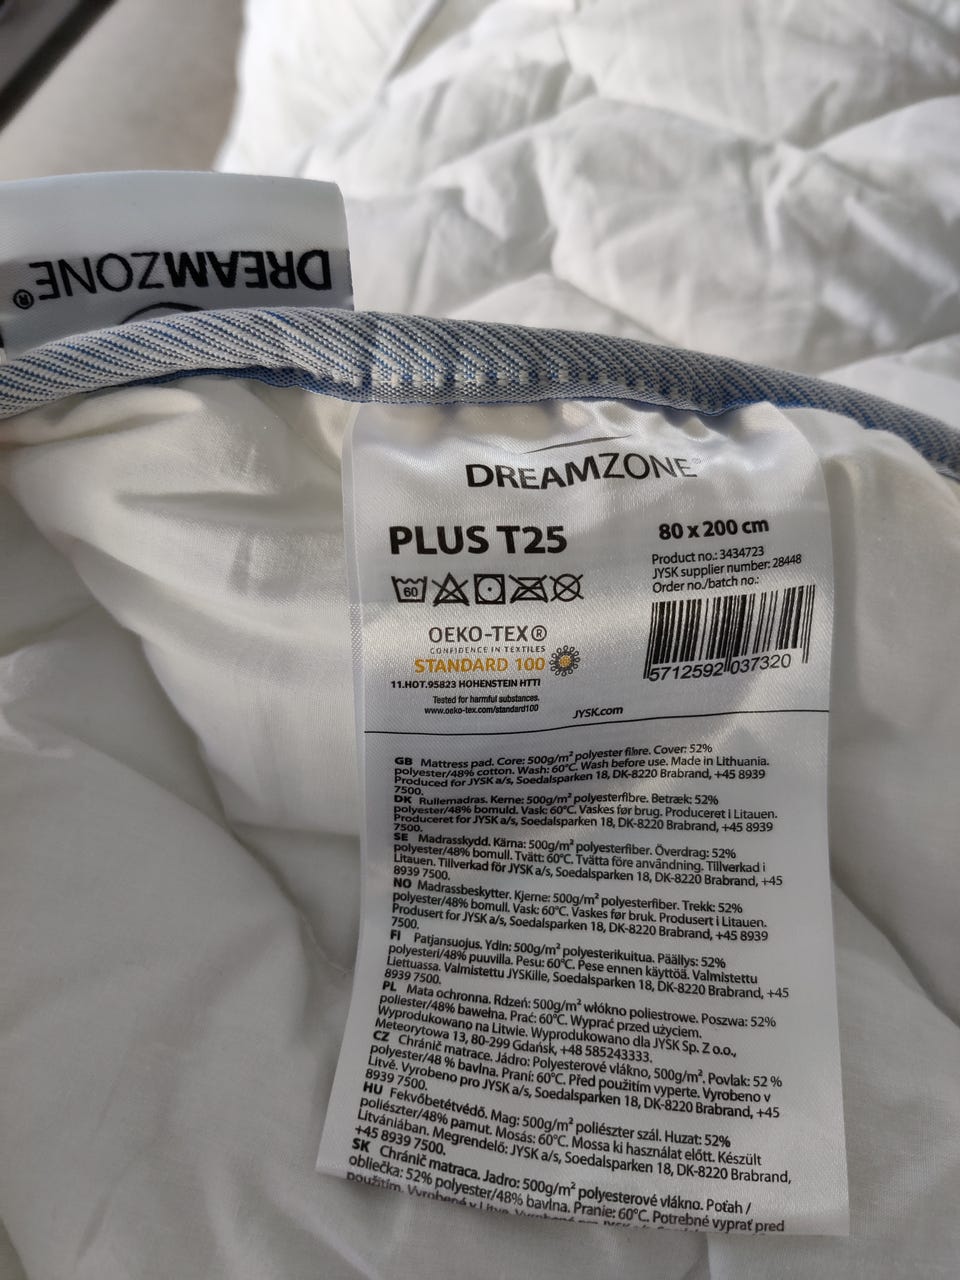 DREAMZONE®
DREAMZONE®
PLUS T25
80 x 200 cm
Product no.: 3434723
JYSK supplier number: 28448
Order no./batch no.:
60
5712592 037320
OEKO-TEX®
CONFIDENCE IN TEXTILES
STANDARD 100
11.HOT.95823 HOHENSTEIN HTTI
Tested for harmful substances.
www.oeko-tex.com/standard100
JYSK.com
GB Mattress pad. Core: 500g/m² polyester fibre. Cover: 52%
polyester/48% cotton. Wash: 60°C. Wash before use. Made in Lithuania.
Produced for JYSK a/s, Soedalsparken 18, DK-8220 Brabrand, +45 8939
7500.
DK Rullemadras. Kerne: 500g/m² polyesterfibre. Betræk: 52%
polyester/48% bomuld. Vask: 60°C. Vaskes før brug. Produceret i Litauen.
Produceret for JYSK a/s, Soedalsparken 18, DK-8220 Brabrand, +45 8939
7500.
SE Madrasskydd. Kärna: 500g/m² polyesterfiber. Överdrag: 52%
polyester/48% bomull. Tvätt: 60°C. Tvätta före användning. Tillverkad i
Litauen. Tillverkad för JYSK a/s, Soedalsparken 18, DK-8220 Brabrand, +45
8939 7500.
NO Madrassbeskytter. Kjerne: 500g/m² polyesterfiber. Trekk: 52%
polyester/48% bomull. Vask: 60°C. Vaskes før bruk. Produsert i Litauen.
Produsert for JYSK a/s, Soedalsparken 18, DK-8220 Brabrand, +45 8939
7500.
FI Patjansuojus. Ydin: 500g/m² polyesterikuitua. Päällys: 52%
polyesteri/48% puuvilla. Pesu: 60°C. Pese ennen käyttöä. Valmistettu
Liettuassa. Valmistettu JYSKille, Soedalsparken 18, DK-8220 Brabrand, +45
8939 7500.
PL Mata ochronna. Rdzeń: 500g/m² włókno poliestrowe. Poszwa: 52%
poliester/48% bawełna. Prać: 60°C. Wyprać przed użyciem.
Wyprodukowano na Litwie. Wyprodukowano dla JYSK Sp. Z o.o.,
Meteorytowa 13, 80-299 Gdańsk, +48 585243333.
CZ Chránič matrace. Jádro: Polyesterové vlákno, 500g/m². Povlak: 52 %
polyester/48 % bavlna. Praní: 60°C. Před použitím vyperte. Vyrobeno v
Litvě. Vyrobeno pro JYSK a/s, Soedalsparken 18, DK-8220 Brabrand, +45
8939 7500.
HU Fekvőbetétvédő. Mag: 500g/m² poliészter szál. Huzat: 52%
poliészter/48% pamut. Mosás: 60°C. Mossa ki használat előtt. Készült
Litvániában. Megrendelő: JYSK a/s, Soedalsparken 18, DK-8220 Brabrand,
+45 8939 7500.
SK Chránič matraca. Jadro: 500g/m² polyesterové vlákno. Poťah /
obliečka: 52% polyester/48% bavlna. Pranie: 60°C. Potrebné vyprať pred
použitím. Vyrobené v Litve.